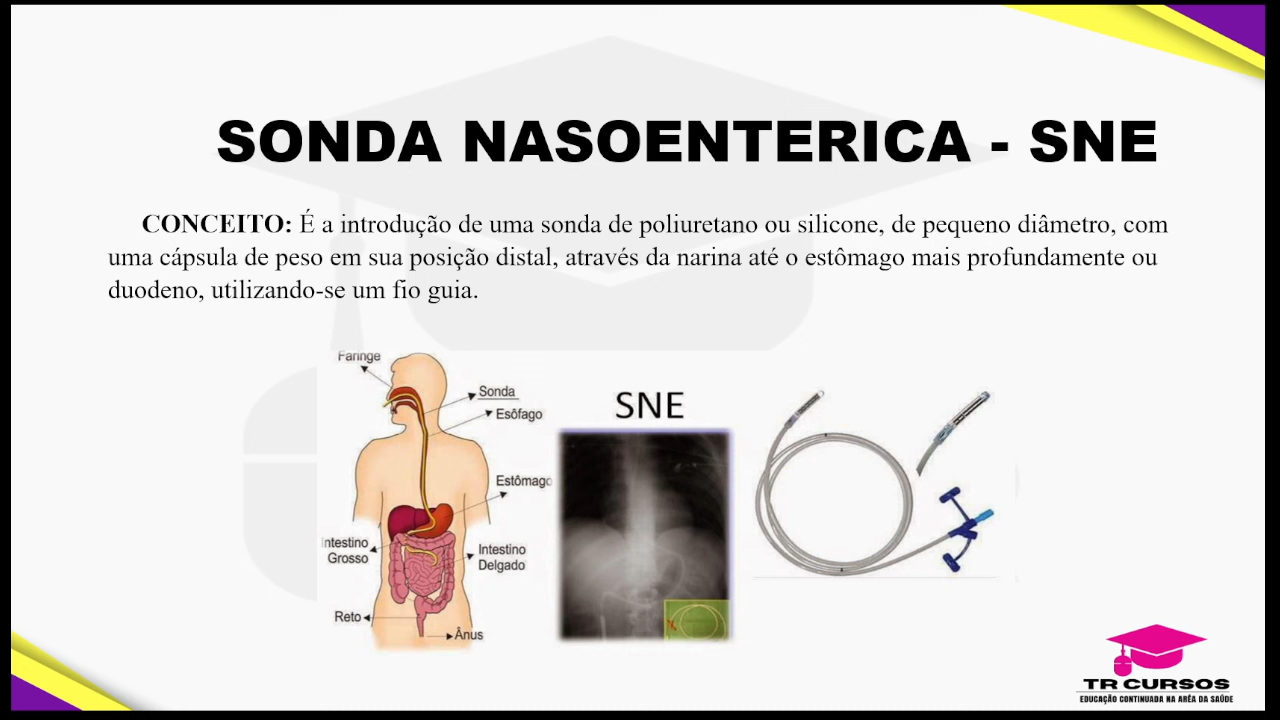 SONDA NASOENTERICA - SNE
CONCEITO: É a introdução de uma sonda de poliuretano ou silicone, de pequeno diâmetro, com
uma cápsula de peso em sua posição distal, através da narina até o estômago mais profundamente ou
duodeno, utilizando-se um fio guia.
Faringe
Sonda
Esôfago
Estômago
Intestino
Grosso
Intestino
Delgado
Reto
Ânus
SNE
TR CURSOS
EDUCAÇÃO CONTINUADA NA ARÊA DA SAÚDE